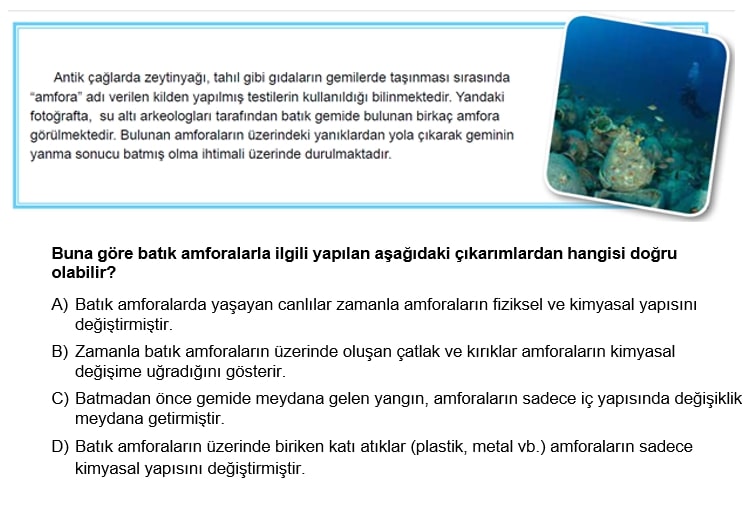 Antik çağlarda zeytinyağı, tahıl gibi gıdaların gemilerde taşınması sırasında
“amfora” adı verilen kilden yapılmış testilerin kullanıldığı bilinmektedir. Yandaki
fotoğrafta, su altı arkeologları tarafından batık gemide bulunan birkaç amfora
görülmektedir. Bulunan amforaların üzerindeki yanıklardan yola çıkarak geminin
yanma sonucu batmış olma ihtimali üzerinde durulmaktadır.
Buna göre batık amforalarla ilgili yapılan aşağıdaki çıkarımlardan hangisi doğru
olabilir?
A) Batık amforalarda yaşayan canlılar zamanla amforaların fiziksel ve kimyasal yapısını
değiştirmiştir.
B) Zamanla batık amforaların üzerinde oluşan çatlak ve kırıklar amforaların kimyasal
değişime uğradığını gösterir.
C) Batmadan önce gemide meydana gelen yangın, amforaların sadece iç yapısında değişiklik
meydana getirmiştir.
D) Batık amforaların üzerinde biriken katı atıklar (plastik, metal vb.) amforaların sadece
kimyasal yapısını değiştirmiştir.